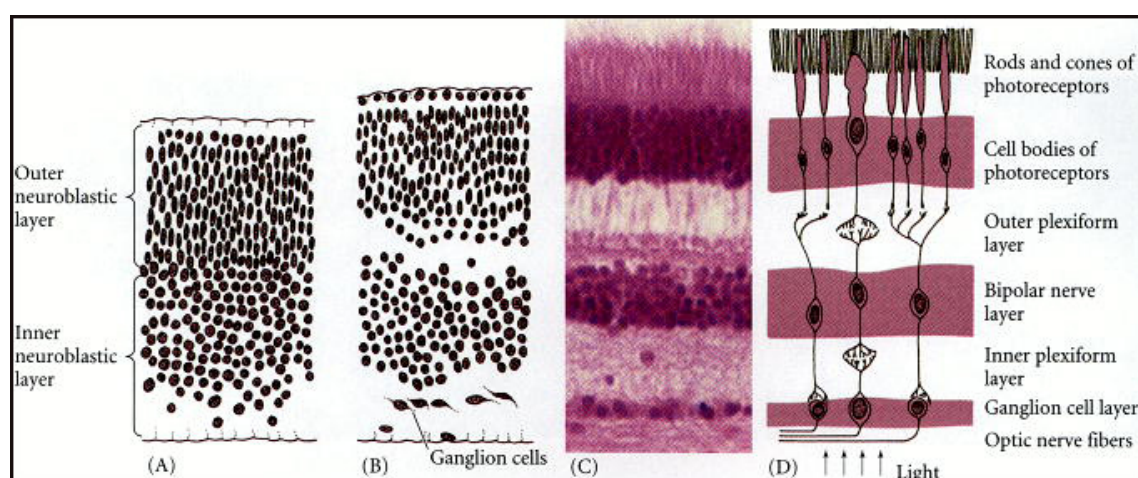 Outer
neuroblastic
layer
Inner
neuroblastic
layer
(A)
(B)
Ganglion cells
(C)
(D)
Light
Rods and cones of
photoreceptors
Cell bodies of
photoreceptors
Outer plexiform
layer
Bipolar nerve
layer
Inner plexiform
layer
Ganglion cell layer
Optic nerve fibers